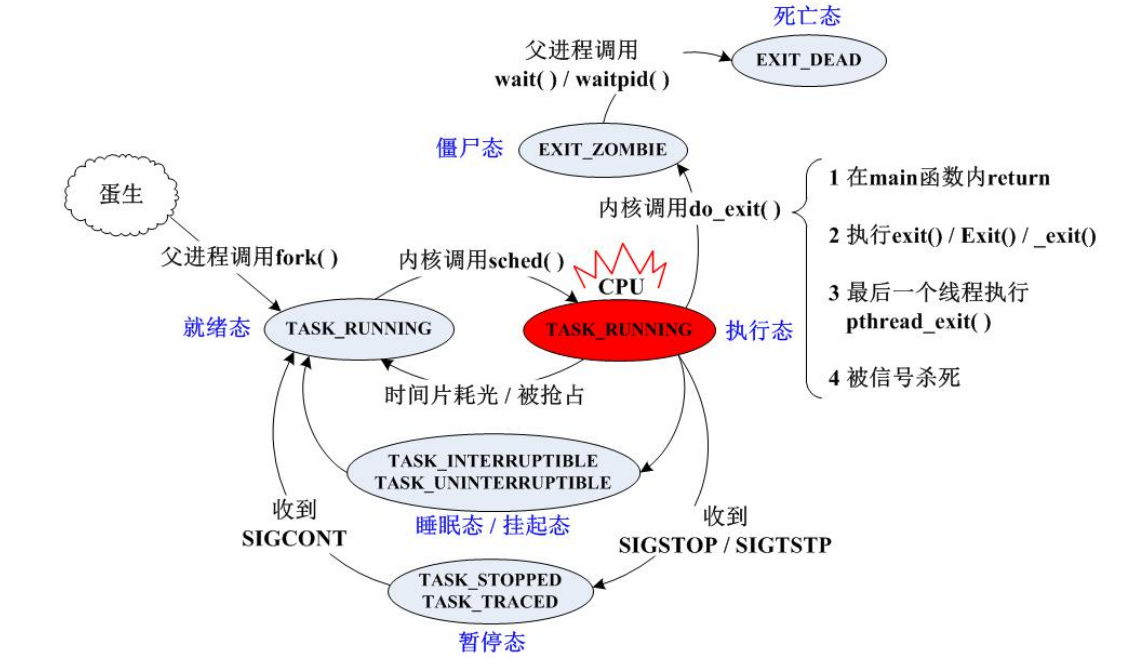 死亡态
父进程调用
wait( ) / waitpid( )
EXIT_DEAD
僵尸态
EXIT_ZOMBIE
蛋生
内核调用do_exit( )
1 在main函数内return
2 执行exit() / Exit() / _exit()
3 最后一个线程执行
pthread_exit( )
4 被信号杀死
父进程调用fork( )
内核调用sched( )
CPU
就绪态
TASK_RUNNING
TASK_RUNNING
执行态
时间片耗光 / 被抢占
TASK_INTERRUPTIBLE
TASK_UNINTERRUPTIBLE
睡眠态 / 挂起态
收到
SIGCONT
收到
SIGSTOP / SIGTSTP
TASK_STOPPED
TASK_TRACED
暂停态